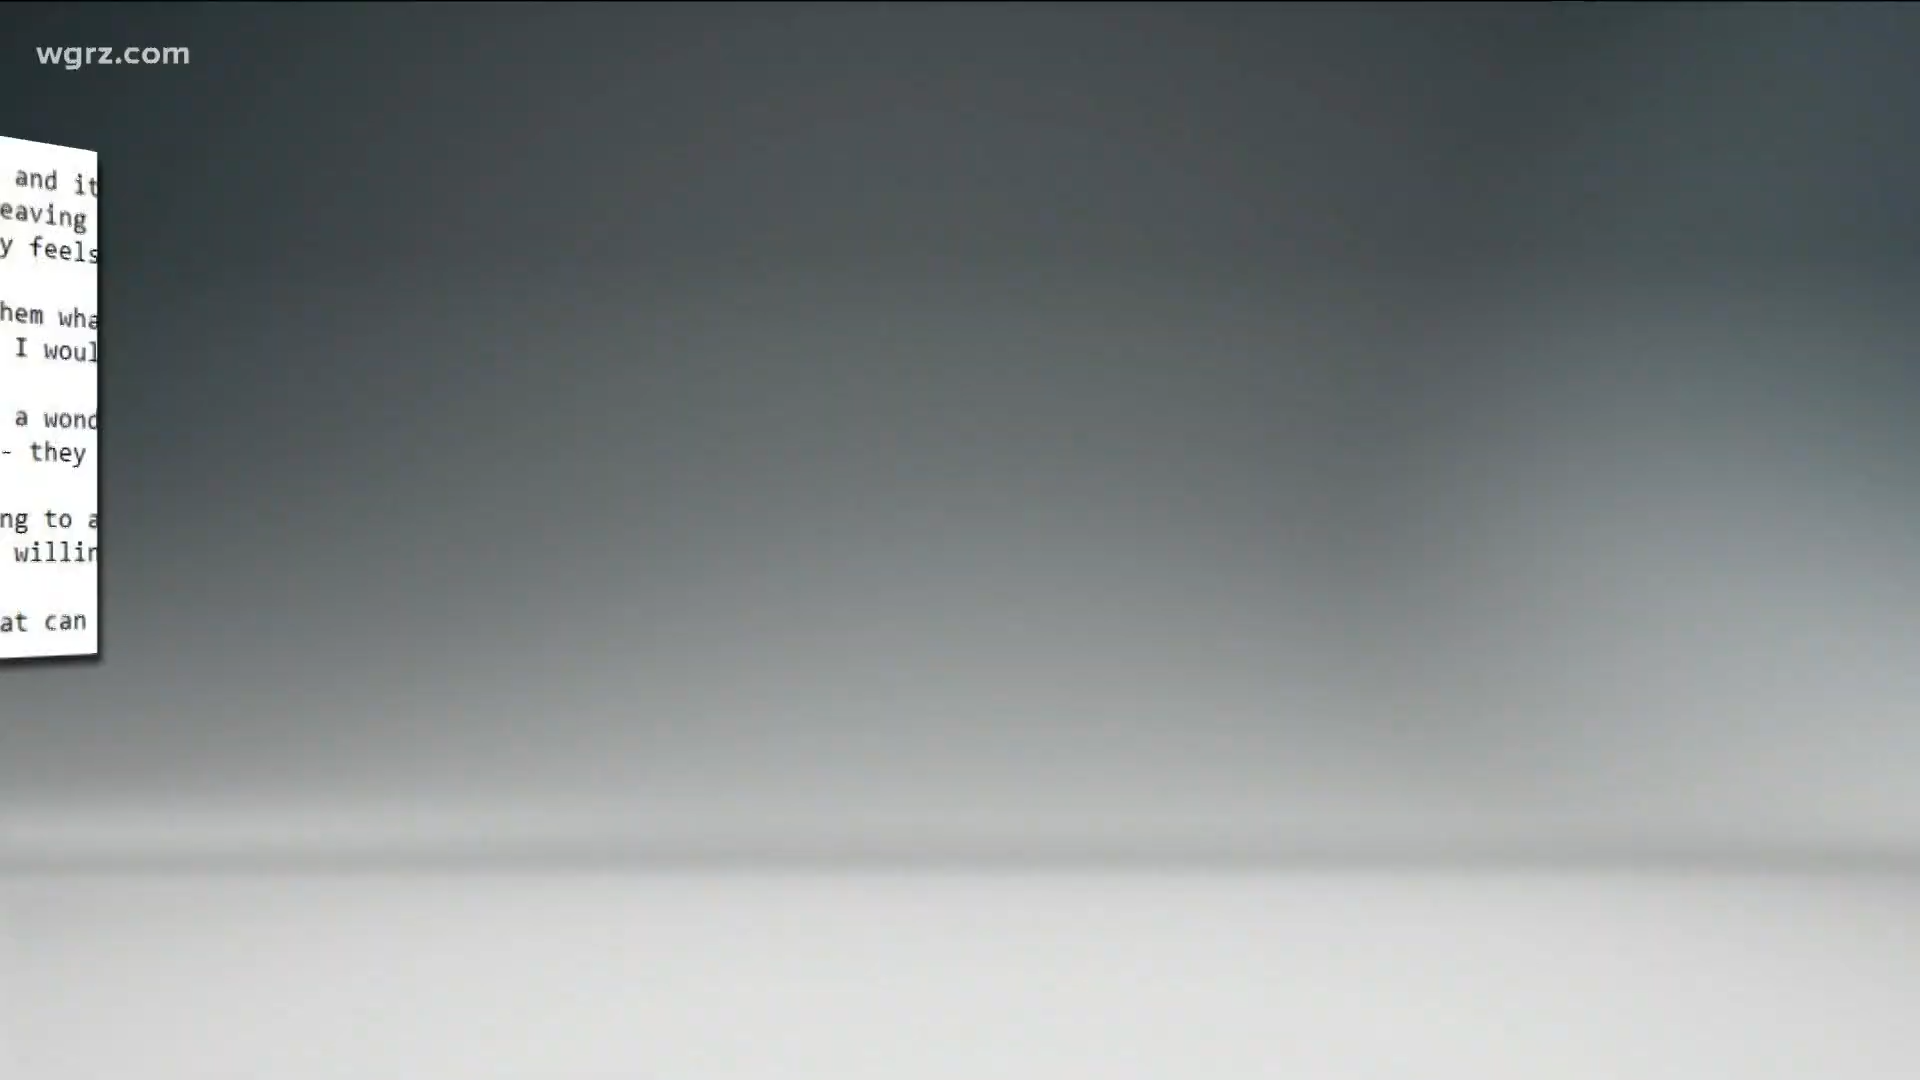 wgrz.com
and it
eaving
y feels
hem wha
I woul
a wond
- they
ng to a
willin
at can